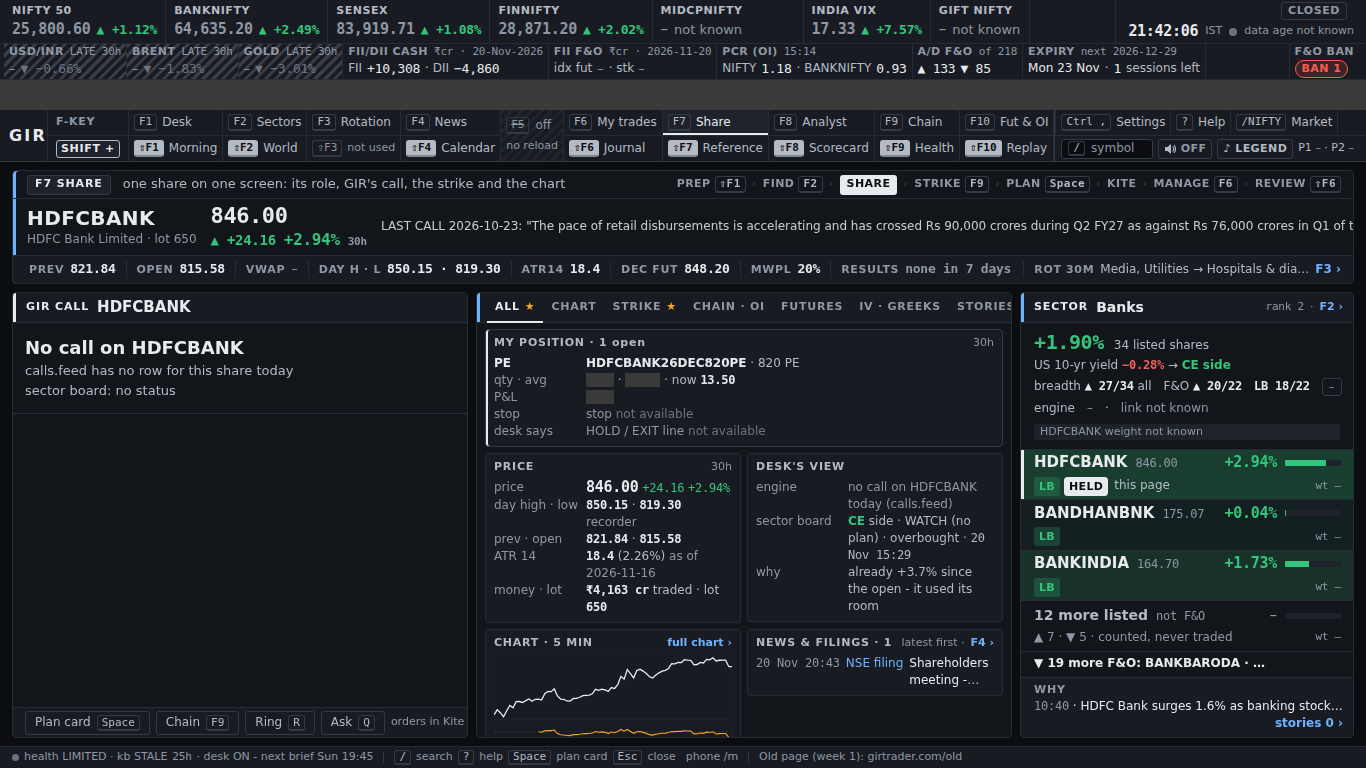 NIFTY 50 BANKNIFTY SENSEX FINNIFTY MIDCPNIFTY INDIA VIX GIFT NIFTY CLOSED
25,800.60 ▲ +1.12% 64,635.20 ▲ +2.49% 83,919.71 ▲ +1.08% 28,871.20 ▲ +2.02% – not known 17.33 ▲ +7.57% – not known 21:42:06 IST data age not known
USD/INR LATE 30h BRENT LATE 30h GOLD LATE 30h FII/DII CASH ₹cr · 20-Nov-2026 FII F&O ₹cr · 2026-11-20 PCR (OI) 15:14 A/D F&O of 218 EXPIRY next 2026-12-29 F&O BAN
– ▼ −0.66% – ▼ −1.83% – ▼ −3.01% FII +10,308 · DII −4,860 idx fut – · stk – NIFTY 1.18 · BANKNIFTY 0.93 ▲ 133 ▼ 85 Mon 23 Nov · 1 sessions left BAN 1
GIR F-KEY F1 Desk F2 Sectors F3 Rotation F4 News F5 off F6 My trades F7 Share F8 Analyst F9 Chain F10 Fut & OI Ctrl , Settings ? Help /NIFTY Market
SHIFT + ⇧F1 Morning ⇧F2 World ⇧F3 not used ⇧F4 Calendar no reload ⇧F6 Journal ⇧F7 Reference ⇧F8 Scorecard ⇧F9 Health ⇧F10 Replay / symbol OFF ♪ LEGEND P1 – · P2 –
F7 SHARE one share on one screen: its role, GIR's call, the strike and the chart PREP ⇧F1 › FIND F2 › SHARE › STRIKE F9 › PLAN Space › KITE › MANAGE F6 › REVIEW ⇧F6
HDFCBANK 846.00
HDFC Bank Limited · lot 650 ▲ +24.16 +2.94% 30h
LAST CALL 2026-10-23: "The pace of retail disbursements is accelerating and has crossed Rs 90,000 crores during Q2 FY27 as against Rs 76,000 crores in Q1 of t
PREV 821.84 OPEN 815.58 VWAP – DAY H · L 850.15 · 819.30 ATR14 18.4 DEC FUT 848.20 MWPL 20% RESULTS none in 7 days ROT 30M Media, Utilities → Hospitals & dia… F3 ›
GIR CALL HDFCBANK
No call on HDFCBANK
calls.feed has no row for this share today
sector board: no status
Plan card Space Chain F9 Ring R Ask Q orders in Kite
ALL ★ CHART STRIKE ★ CHAIN · OI FUTURES IV · GREEKS STORIES
MY POSITION · 1 open 30h
PE HDFCBANK26DEC820PE · 820 PE
qty · avg · · now 13.50
P&L
stop stop not available
desk says HOLD / EXIT line not available
PRICE 30h
price 846.00 +24.16 +2.94%
day high · low 850.15 · 819.30
recorder
prev · open 821.84 · 815.58
ATR 14 18.4 (2.26%) as of
2026-11-16
money · lot ₹4,163 cr traded · lot
650
DESK'S VIEW
engine no call on HDFCBANK
today (calls.feed)
sector board CE side · WATCH (no
plan) · overbought · 20
Nov 15:29
why already +3.7% since
the open - it used its
room
CHART · 5 MIN full chart ›
NEWS & FILINGS · 1 latest first · F4 ›
20 Nov 20:43 NSE filing Shareholders
meeting -…
SECTOR Banks rank 2 · F2 ›
+1.90% 34 listed shares
US 10-yr yield −0.28% → CE side
breadth ▲ 27/34 all F&O ▲ 20/22 LB 18/22 –
engine – · link not known
HDFCBANK weight not known
HDFCBANK 846.00 +2.94%
LB HELD this page wt –
BANDHANBNK 175.07 +0.04%
LB wt –
BANKINDIA 164.70 +1.73%
LB wt –
12 more listed not F&O –
▲ 7 · ▼ 5 · counted, never traded wt –
▼ 19 more F&O: BANKBARODA · …
WHY
10:40 · HDFC Bank surges 1.6% as banking stock…
stories 0 ›
health LIMITED · kb STALE 25h · desk ON - next brief Sun 19:45 / search ? help Space plan card Esc close phone /m Old page (week 1): girtrader.com/old